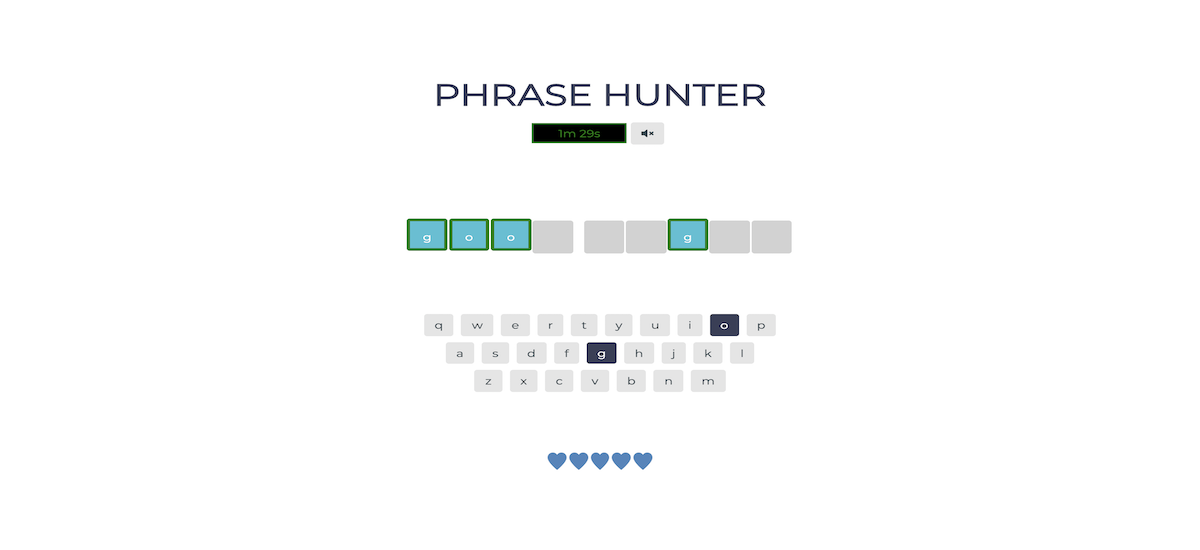 PHRASE HUNTER
1m 29s
g o o g
q w e r t y u i o p
a s d f g h j k l
z x c v b n m